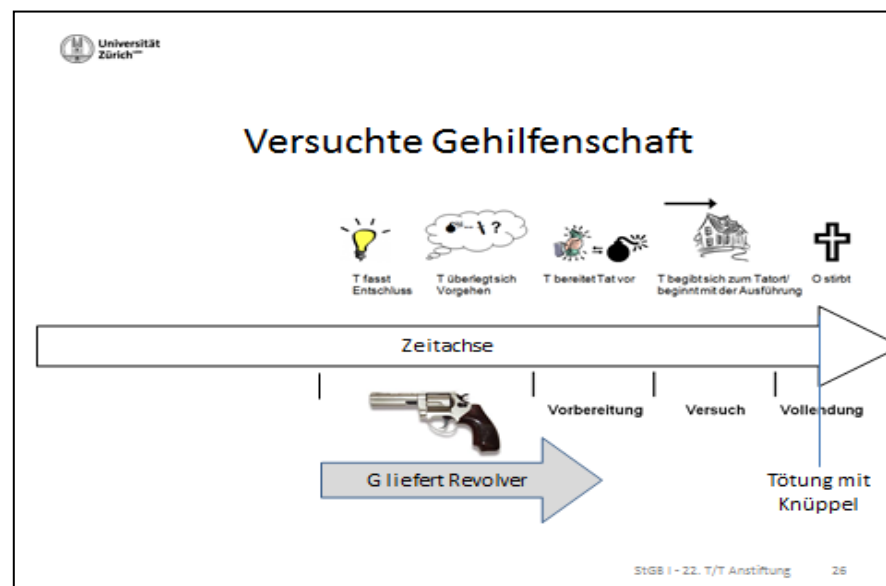 Universität
Zürich UZH
Versuchte Gehilfenschaft
?
T fasst
Entschluss
T überlegt sich
Vorgehen
T bereitet Tat vor
T begibt sich zum Tatort/
beginnt mit der Ausführung
O stirbt
Zeitachse
Vorbereitung
Versuch
Vollendung
G liefert Revolver
Tötung mit
Knüppel
StGB I - 22. T/T Anstiftung 26